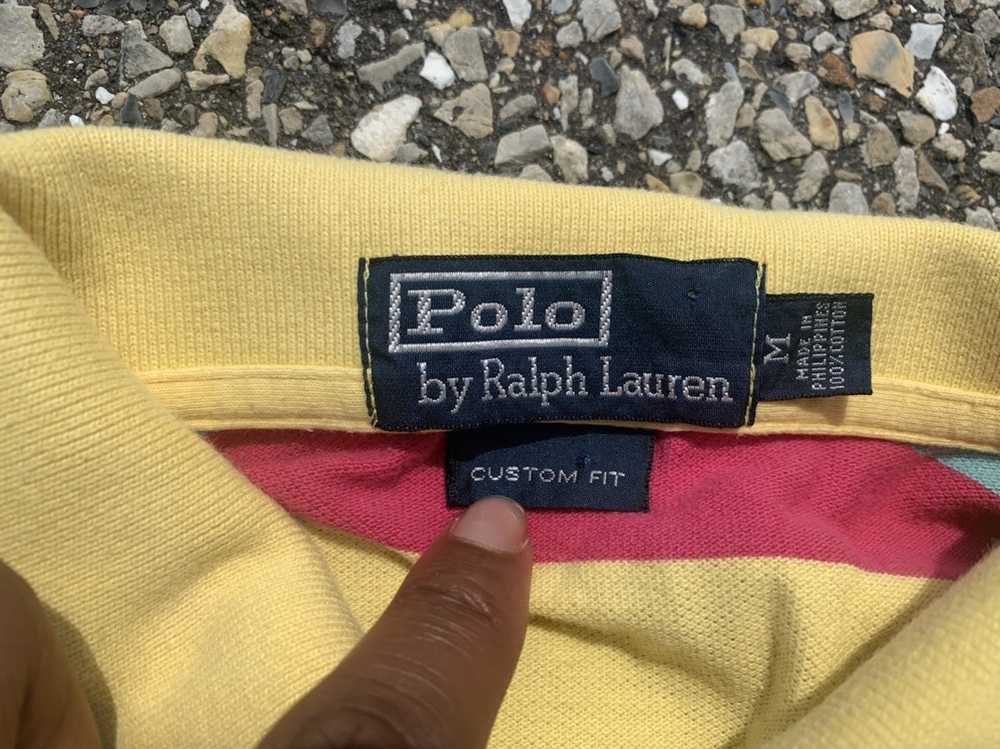 Polo
by Ralph Lauren
M
MADE IN
PHILIPPINES
100% COTTON
CUSTOM FIT